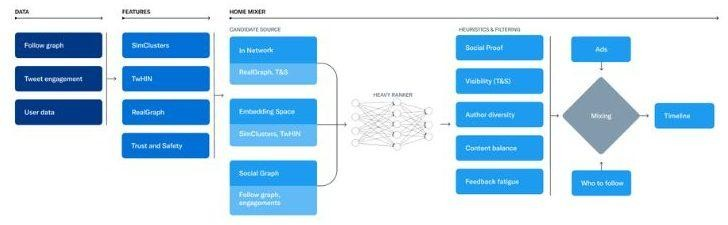 DATA
FEATURES
HOME MIXER
Follow graph
Tweet engagement
User data
SimClusters
TwHIN
RealGraph
Trust and Safety
CANDIDATE SOURCE
In Network
RealGraph, T&S
Embedding Space
SimClusters, TwHIN
Social Graph
Follow graph,
engagements
HEAVY RANKER
HEURISTICS & FILTERING
Social Proof
Visibility (T&S)
Author diversity
Content balance
Feedback fatigue
Ads
Mixing
Who to follow
Timeline